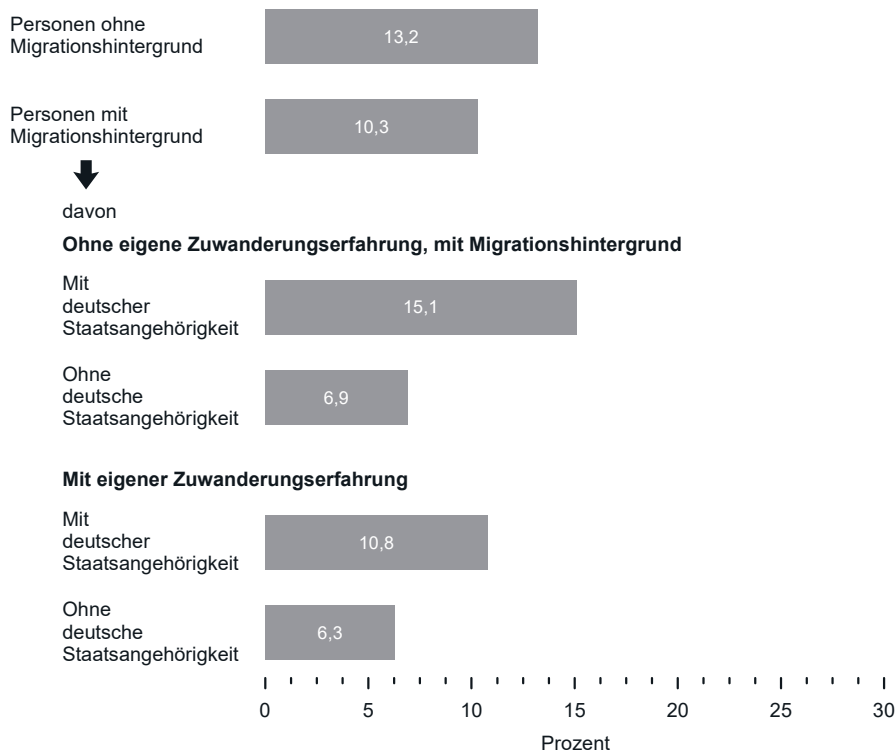 Personen ohne
Migrationshintergrund
13,2
Personen mit
Migrationshintergrund
10,3
davon
Ohne eigene Zuwanderungserfahrung, mit Migrationshintergrund
Mit
deutscher
Staatsangehörigkeit
15,1
Ohne
deutsche
Staatsangehörigkeit
6,9
Mit eigener Zuwanderungserfahrung
Mit
deutscher
Staatsangehörigkeit
10,8
Ohne
deutsche
Staatsangehörigkeit
6,3
0 5 10 15 20 25 30
Prozent